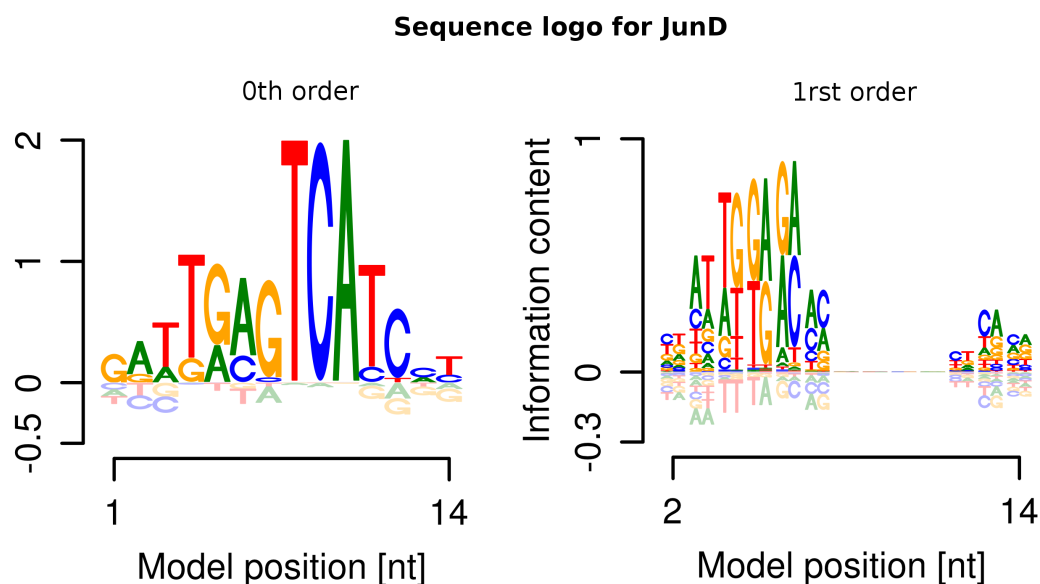 Sequence logo for JunD
0th order
1rst order
2
1
0
-0.5
1
14
Model position [nt]
Information content
1
0
-0.3
2
14
Model position [nt]